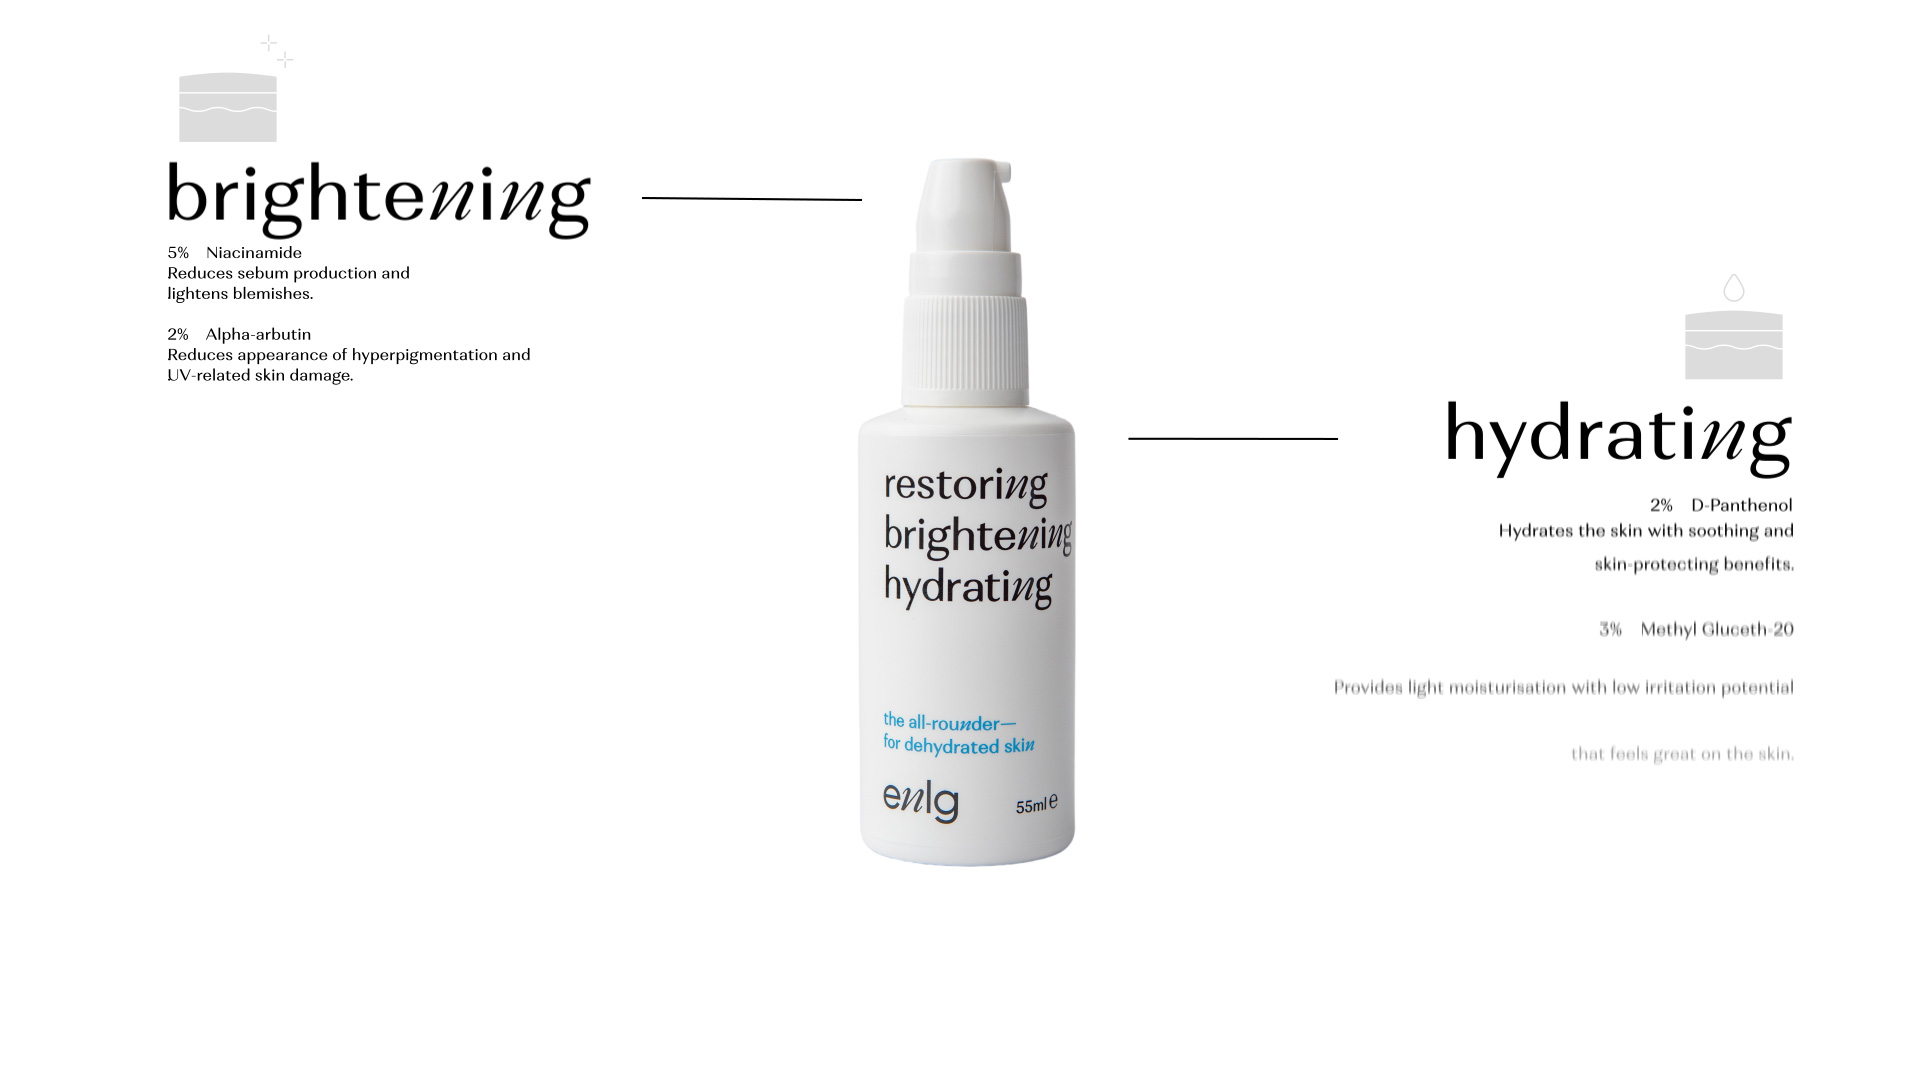 brightening
5% Niacinamide
Reduces sebum production and
lightens blemishes.
2% Alpha-arbutin
Reduces appearance of hyperpigmentation and
UV-related skin damage.
restoring
brightening
hydrating
the all-rounder—
for dehydrated skin
enlg
55ml ℮
hydrating
2% D-Panthenol
Hydrates the skin with soothing and
skin-protecting benefits.
3% Methyl Gluceth-20
Provides light moisturisation with low irritation potential
that feels great on the skin.